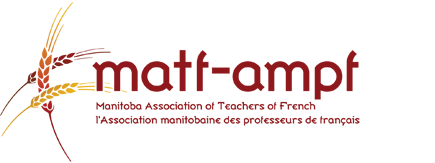 matf-ampf
Manitoba Association of Teachers of French
l'Association manitobaine des professeurs de français